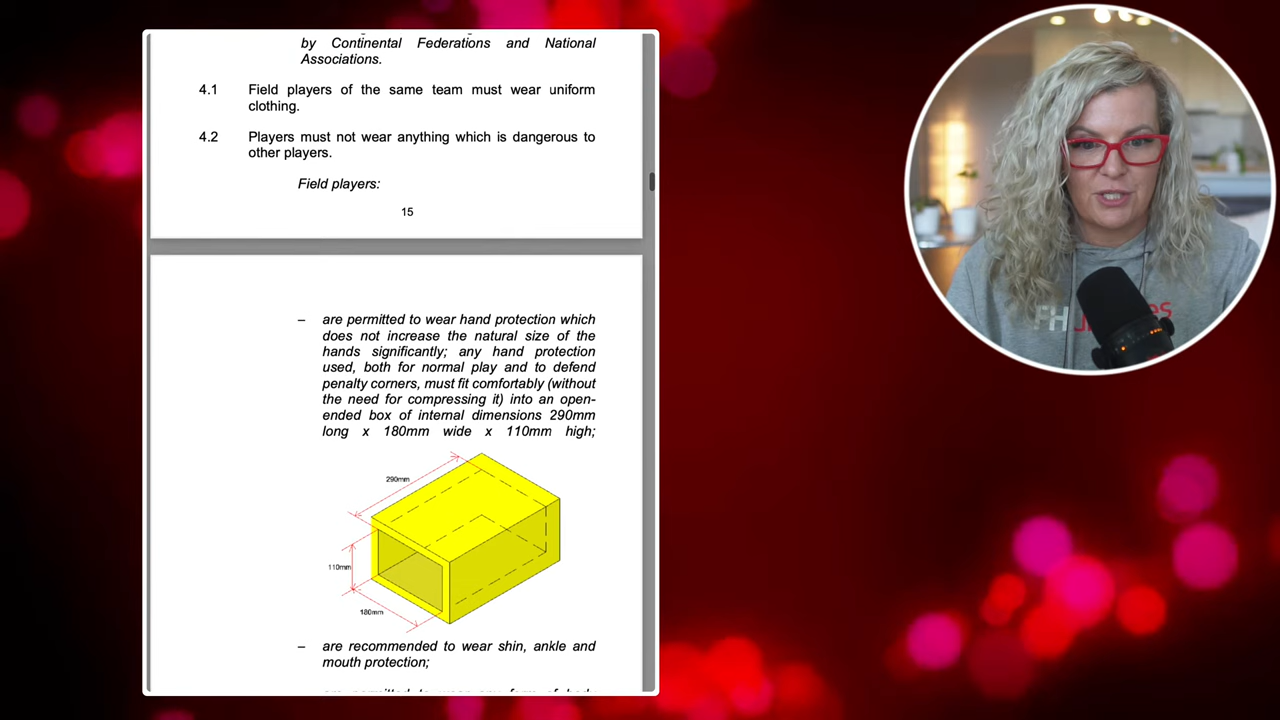 by Continental Federations and National
Associations.
4.1 Field players of the same team must wear uniform
clothing.
4.2 Players must not wear anything which is dangerous to
other players.
Field players:
15
– are permitted to wear hand protection which
does not increase the natural size of the
hands significantly; any hand protection
used, both for normal play and to defend
penalty corners, must fit comfortably (without
the need for compressing it) into an open-
ended box of internal dimensions 290mm
long x 180mm wide x 110mm high;
290mm
110mm
180mm
– are recommended to wear shin, ankle and
mouth protection;
FH